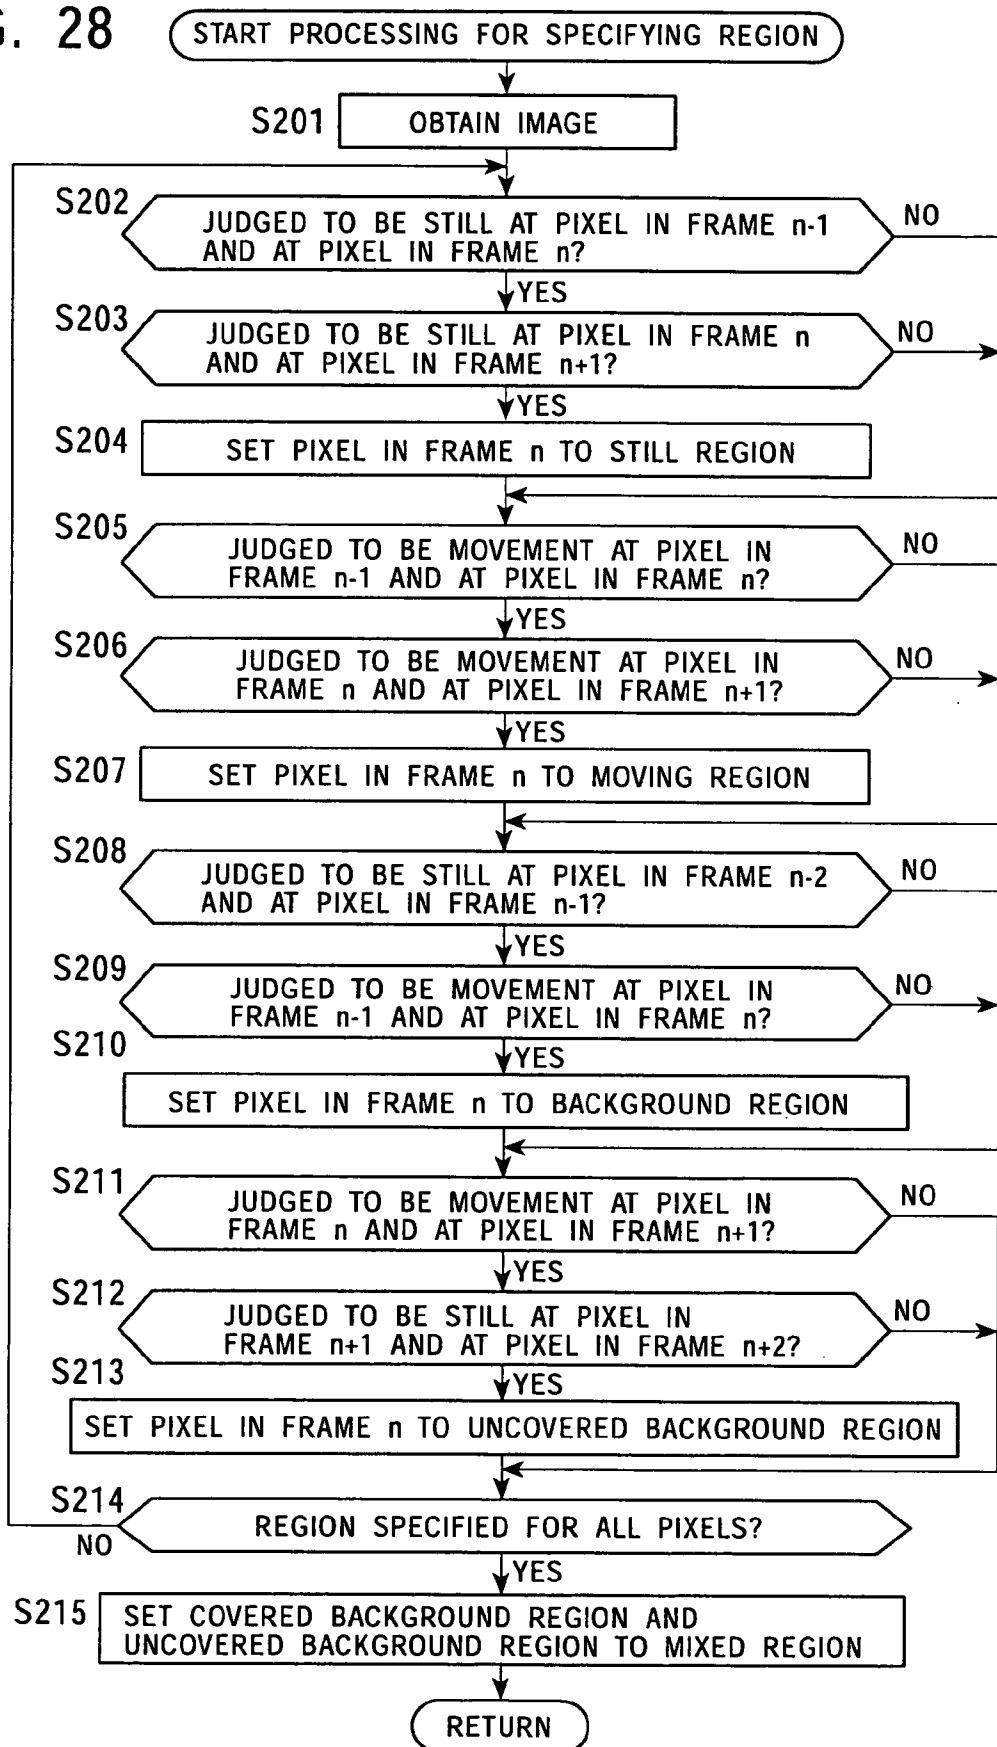 G. 28
START PROCESSING FOR SPECIFYING REGION
S201
OBTAIN IMAGE
S202
JUDGED TO BE STILL AT PIXEL IN FRAME n-1
AND AT PIXEL IN FRAME n?
NO
YES
S203
JUDGED TO BE STILL AT PIXEL IN FRAME n
AND AT PIXEL IN FRAME n+1?
NO
YES
S204
SET PIXEL IN FRAME n TO STILL REGION
S205
JUDGED TO BE MOVEMENT AT PIXEL IN
FRAME n-1 AND AT PIXEL IN FRAME n?
NO
YES
S206
JUDGED TO BE MOVEMENT AT PIXEL IN
FRAME n AND AT PIXEL IN FRAME n+1?
NO
YES
S207
SET PIXEL IN FRAME n TO MOVING REGION
S208
JUDGED TO BE STILL AT PIXEL IN FRAME n-2
AND AT PIXEL IN FRAME n-1?
NO
YES
S209
JUDGED TO BE MOVEMENT AT PIXEL IN
FRAME n-1 AND AT PIXEL IN FRAME n?
NO
YES
S210
SET PIXEL IN FRAME n TO BACKGROUND REGION
S211
JUDGED TO BE MOVEMENT AT PIXEL IN
FRAME n AND AT PIXEL IN FRAME n+1?
NO
YES
S212
JUDGED TO BE STILL AT PIXEL IN
FRAME n+1 AND AT PIXEL IN FRAME n+2?
NO
YES
S213
SET PIXEL IN FRAME n TO UNCOVERED BACKGROUND REGION
S214
REGION SPECIFIED FOR ALL PIXELS?
NO
YES
S215
SET COVERED BACKGROUND REGION AND
UNCOVERED BACKGROUND REGION TO MIXED REGION
RETURN